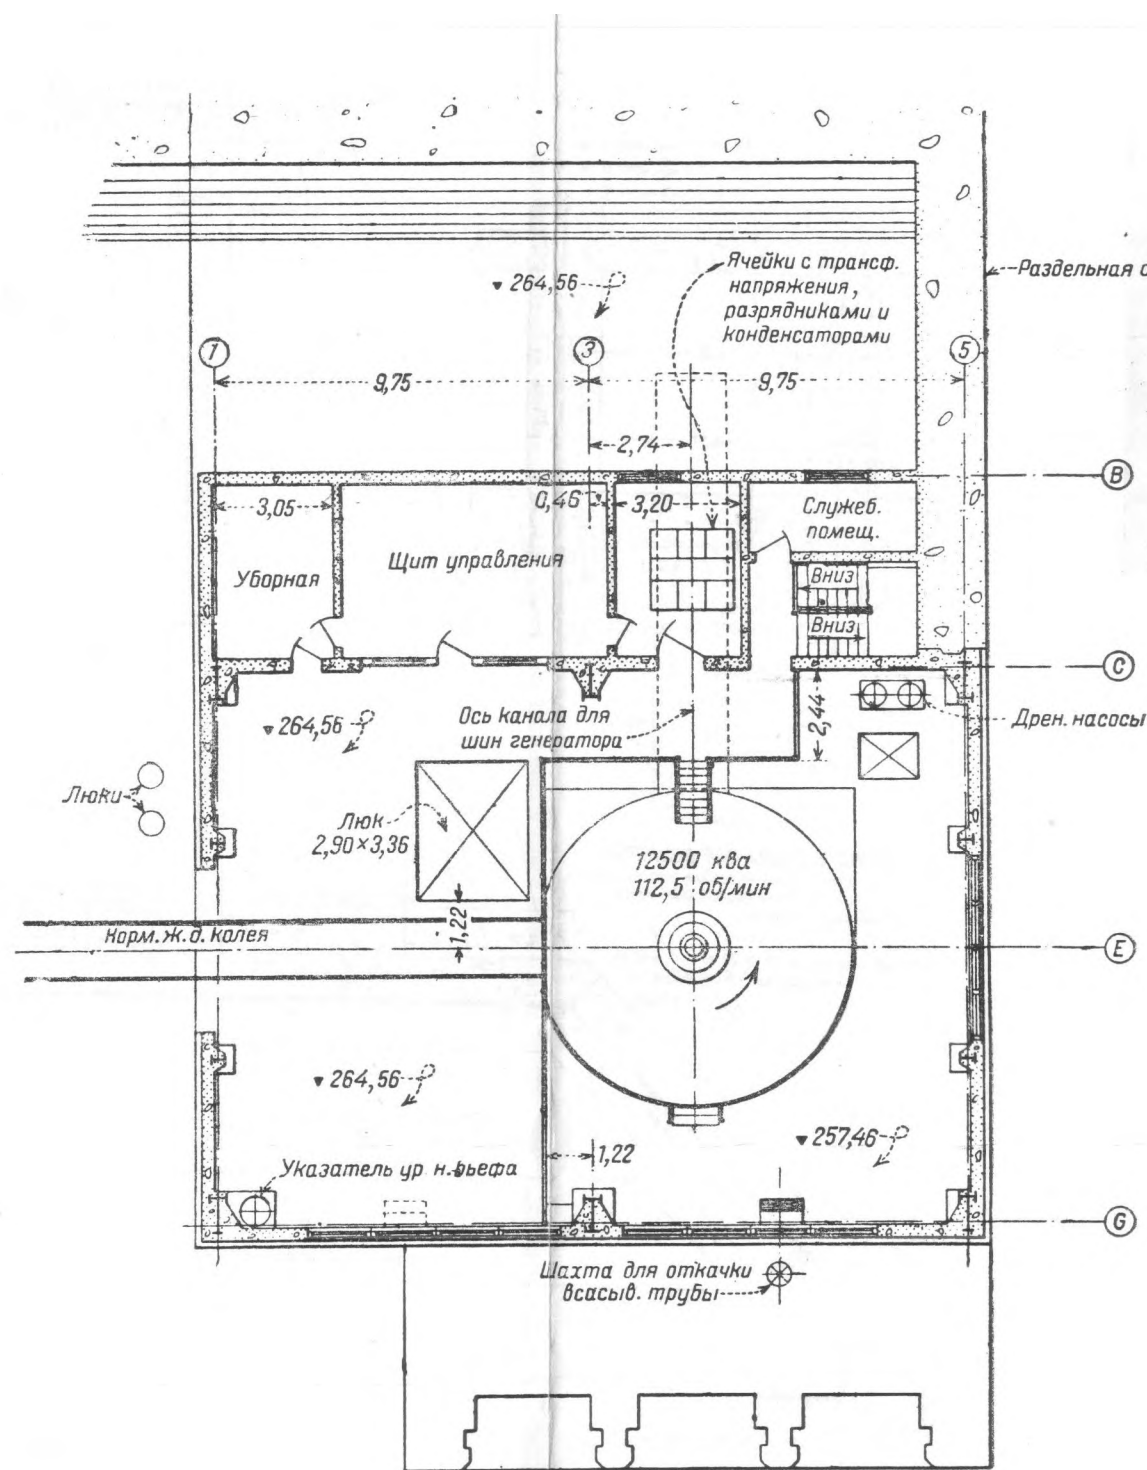 Ячейки с трансф.
напряжения,
разрядниками и
конденсаторами
Раздельная
264,56
1
3
5
9,75
9,75
2,74
B
3,05
0,46
3,20
Служеб.
помещ.
Уборная
Щит управления
Вниз
Вниз
C
264,56
Ось канала для
шин генератора
2,44
Дрен. насосы
Люки
Люк
2,90×3,36
12500 ква
112,5 об/мин
1,22
Норм. ж. д. колея
E
264,56
257,46
1,22
Указатель ур. н. бьефа
G
Шахта для откачки
всасыв. трубы